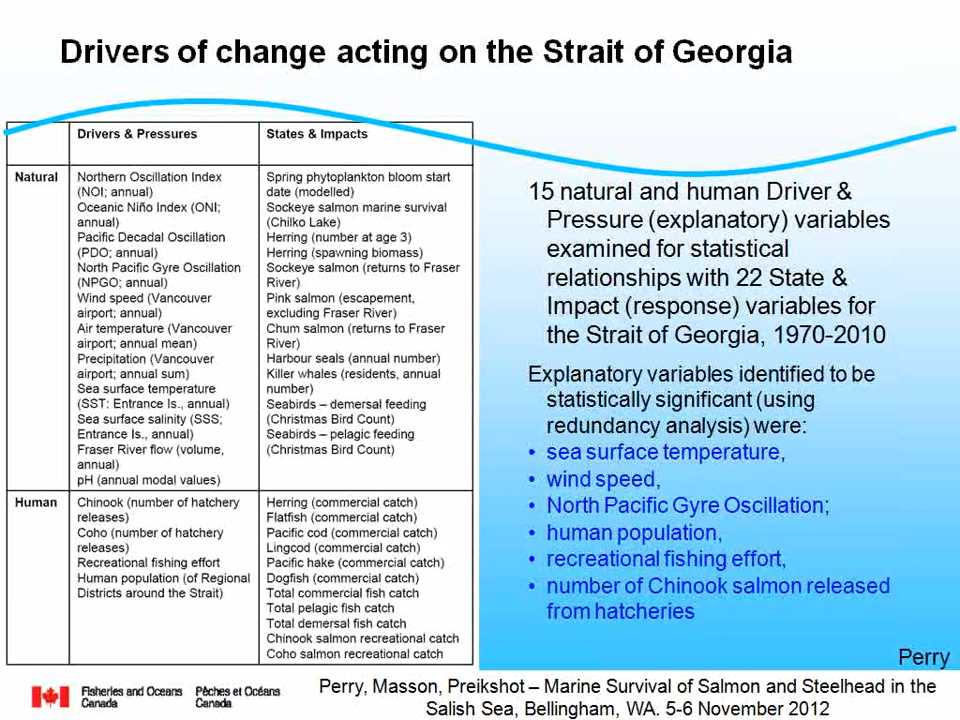 Drivers of change acting on the Strait of Georgia
Drivers & Pressures
States & Impacts
Natural
Northern Oscillation Index
(NOI; annual)
Oceanic Niño Index (ONI;
annual)
Pacific Decadal Oscillation
(PDO; annual)
North Pacific Gyre Oscillation
(NPGO; annual)
Wind speed (Vancouver
airport; annual)
Air temperature (Vancouver
airport; annual mean)
Precipitation (Vancouver
airport; annual sum)
Sea surface temperature
(SST: Entrance Is., annual)
Sea surface salinity (SSS;
Entrance Is., annual)
Fraser River flow (volume,
annual)
pH (annual modal values)
Spring phytoplankton bloom start
date (modelled)
Sockeye salmon marine survival
(Chilko Lake)
Herring (number at age 3)
Herring (spawning biomass)
Sockeye salmon (returns to Fraser
River)
Pink salmon (escapement,
excluding Fraser River)
Chum salmon (returns to Fraser
River)
Harbour seals (annual number)
Killer whales (residents, annual
number)
Seabirds – demersal feeding
(Christmas Bird Count)
Seabirds – pelagic feeding
(Christmas Bird Count)
Human
Chinook (number of hatchery
releases)
Coho (number of hatchery
releases)
Recreational fishing effort
Human population (of Regional
Districts around the Strait)
Herring (commercial catch)
Flatfish (commercial catch)
Pacific cod (commercial catch)
Lingcod (commercial catch)
Pacific hake (commercial catch)
Dogfish (commercial catch)
Total commercial fish catch
Total pelagic fish catch
Total demersal fish catch
Chinook salmon recreational catch
Coho salmon recreational catch
15 natural and human Driver &
Pressure (explanatory) variables
examined for statistical
relationships with 22 State &
Impact (response) variables for
the Strait of Georgia, 1970-2010
Explanatory variables identified to be
statistically significant (using
redundancy analysis) were:
• sea surface temperature,
• wind speed,
• North Pacific Gyre Oscillation;
• human population,
• recreational fishing effort,
• number of Chinook salmon released
from hatcheries
Perry
Fisheries and Oceans
Canada
Pêches et Océans
Canada
Perry, Masson, Preikshot – Marine Survival of Salmon and Steelhead in the
Salish Sea, Bellingham, WA. 5-6 November 2012